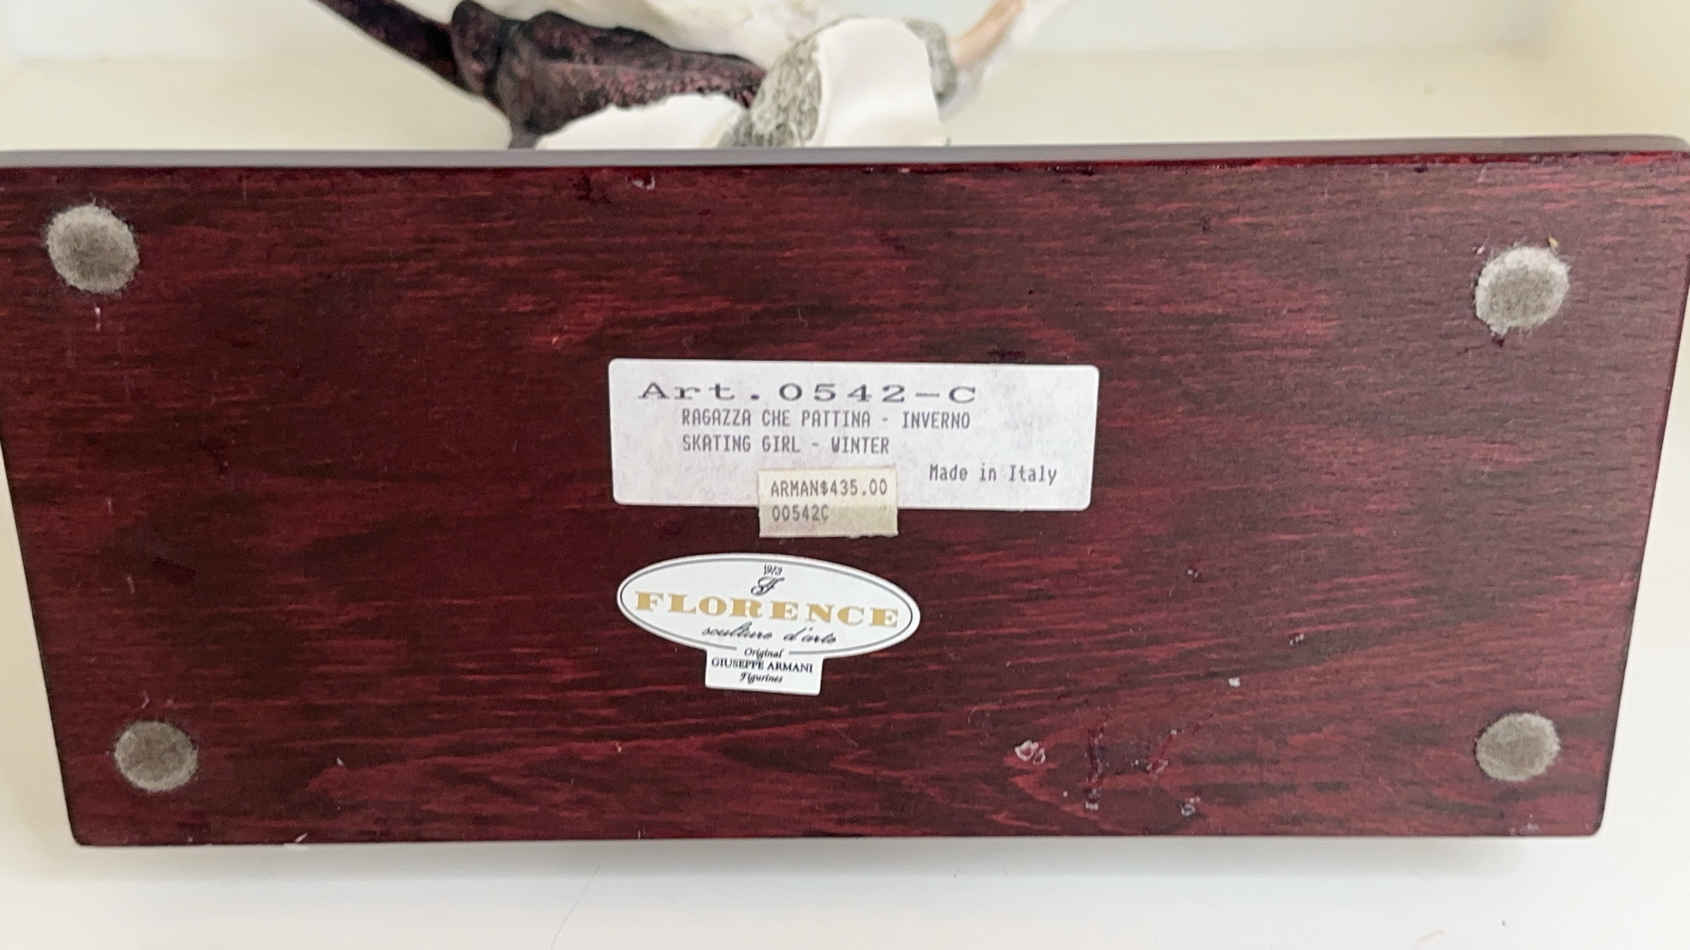 Art.0542-C
RAGAZZA CHE PATTINA - INVERNO
SKATING GIRL - WINTER
Made in Italy
ARMAN$435.00
00542C
1973
FLORENCE
sculture d'arte
Original
GIUSEPPE ARMANI
Figurines